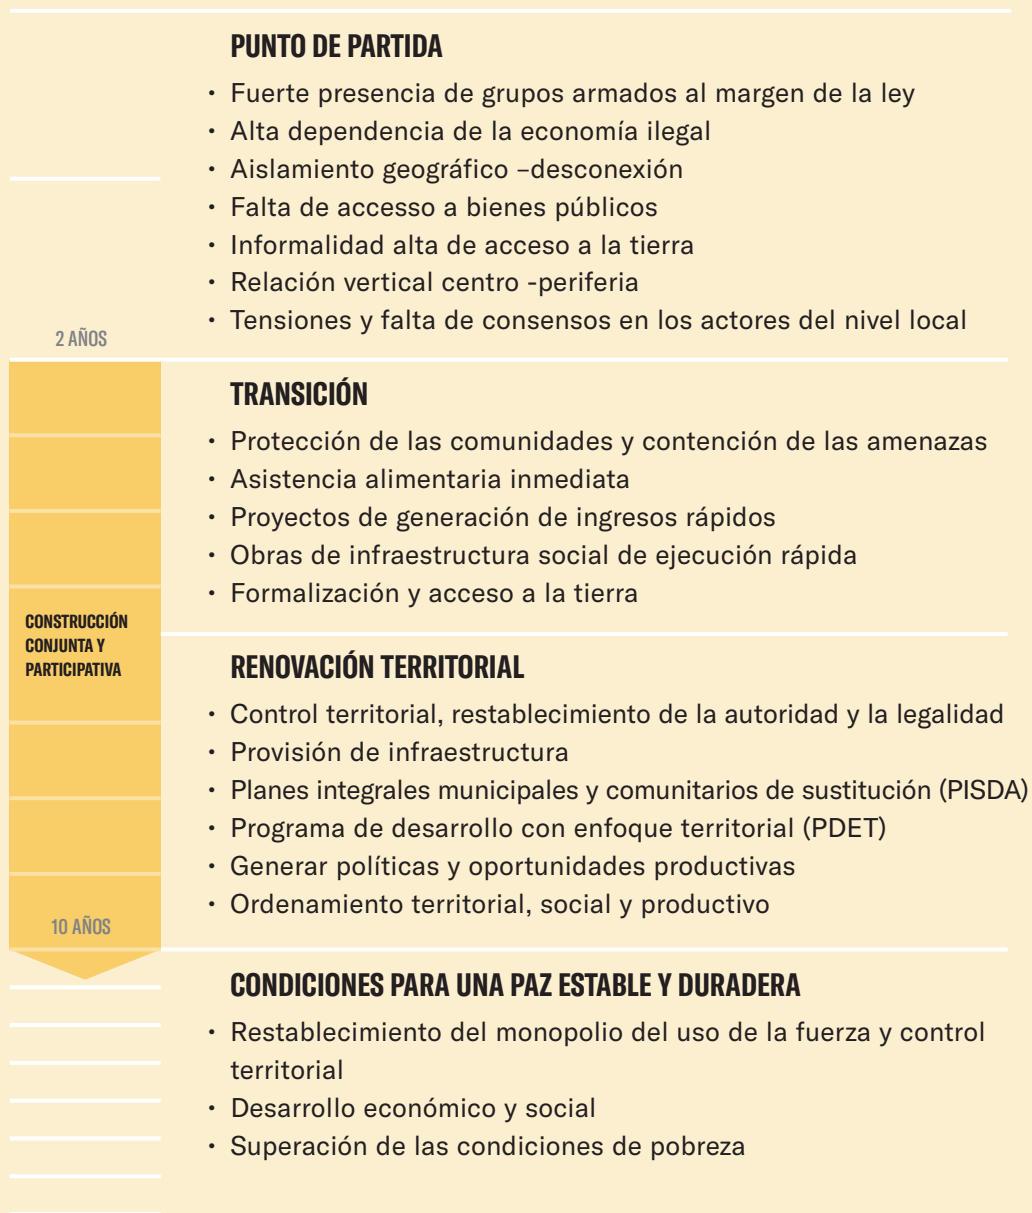 PUNTO DE PARTIDA
• Fuerte presencia de grupos armados al margen de la ley
• Alta dependencia de la economía ilegal
• Aislamiento geográfico –desconexión
• Falta de accesso a bienes públicos
• Informalidad alta de acceso a la tierra
• Relación vertical centro -periferia
• Tensiones y falta de consensos en los actores del nivel local
2 AÑOS
TRANSICIÓN
• Protección de las comunidades y contención de las amenazas
• Asistencia alimentaria inmediata
• Proyectos de generación de ingresos rápidos
• Obras de infraestructura social de ejecución rápida
• Formalización y acceso a la tierra
CONSTRUCCIÓN
CONJUNTA Y
PARTICIPATIVA
RENOVACIÓN TERRITORIAL
• Control territorial, restablecimiento de la autoridad y la legalidad
• Provisión de infraestructura
• Planes integrales municipales y comunitarios de sustitución (PISDA)
• Programa de desarrollo con enfoque territorial (PDET)
• Generar políticas y oportunidades productivas
• Ordenamiento territorial, social y productivo
10 AÑOS
CONDICIONES PARA UNA PAZ ESTABLE Y DURADERA
• Restablecimiento del monopolio del uso de la fuerza y control
territorial
• Desarrollo económico y social
• Superación de las condiciones de pobreza